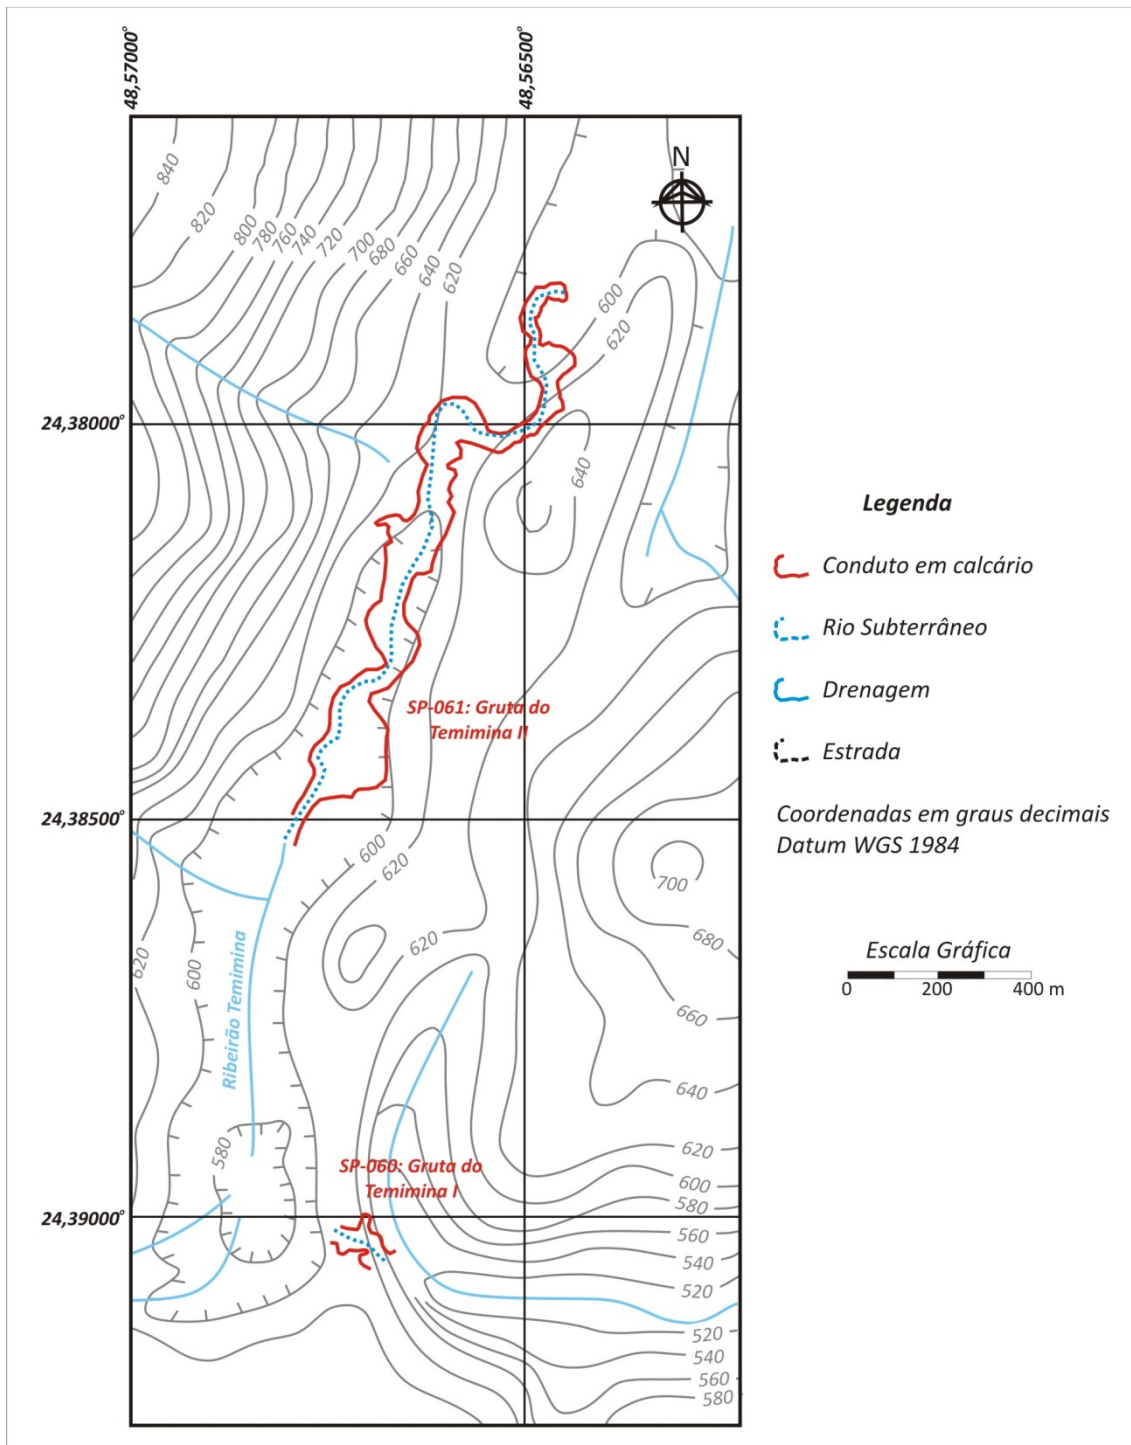 48,57000°
48,56500°
N
840
820
800
780
760
740
720
700
680
660
640
620
600
620
24,38000°
640
Legenda
Conduto em calcário
Rio Subterrâneo
SP-061: Gruta do
Temimina II
Drenagem
Estrada
24,38500°
Coordenadas em graus decimais
Datum WGS 1984
600
620
700
620
600
620
680
Ribeirão Temimina
Escala Gráfica
0 200 400 m
660
640
580
620
SP-060: Gruta do
Temimina I
600
580
24,39000°
560
540
520
520
540
560
580